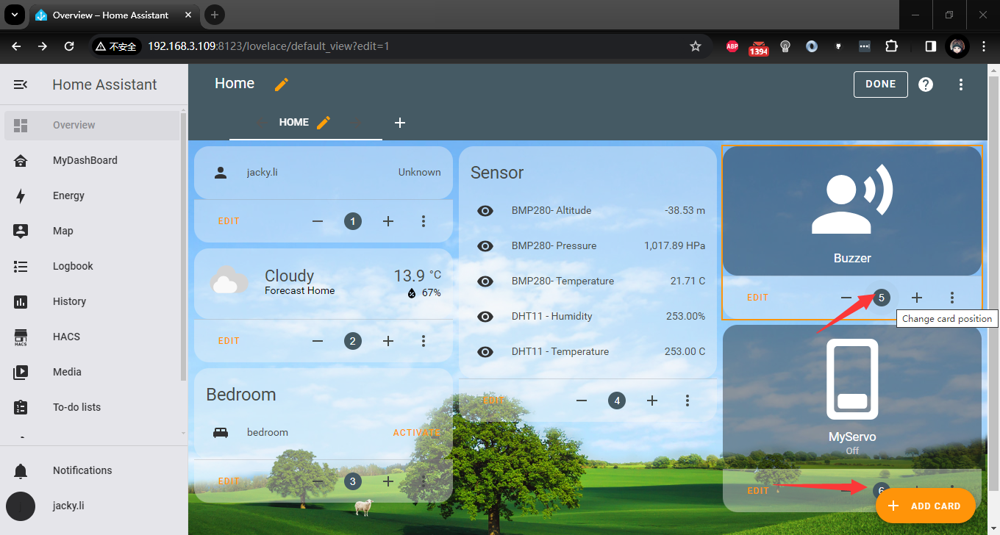 Overview – Home Assistant
不安全
192.168.3.109:8123/lovelace/default_view?edit=1
ABP
1394
Home Assistant
Home
DONE
HOME
Overview
MyDashBoard
Energy
Map
Logbook
History
HACS
HACS
Media
To-do lists
Notifications
jacky.li
jacky.li
Unknown
EDIT
1
Cloudy
Forecast Home
13.9 °C
67%
EDIT
2
Bedroom
bedroom
ACTIVATE
EDIT
3
Sensor
BMP280- Altitude
-38.53 m
BMP280- Pressure
1,017.89 HPa
BMP280- Temperature
21.71 C
DHT11 - Humidity
253.00%
DHT11 - Temperature
253.00 C
EDIT
4
Buzzer
EDIT
5
Change card position
MyServo
Off
EDIT
6
ADD CARD